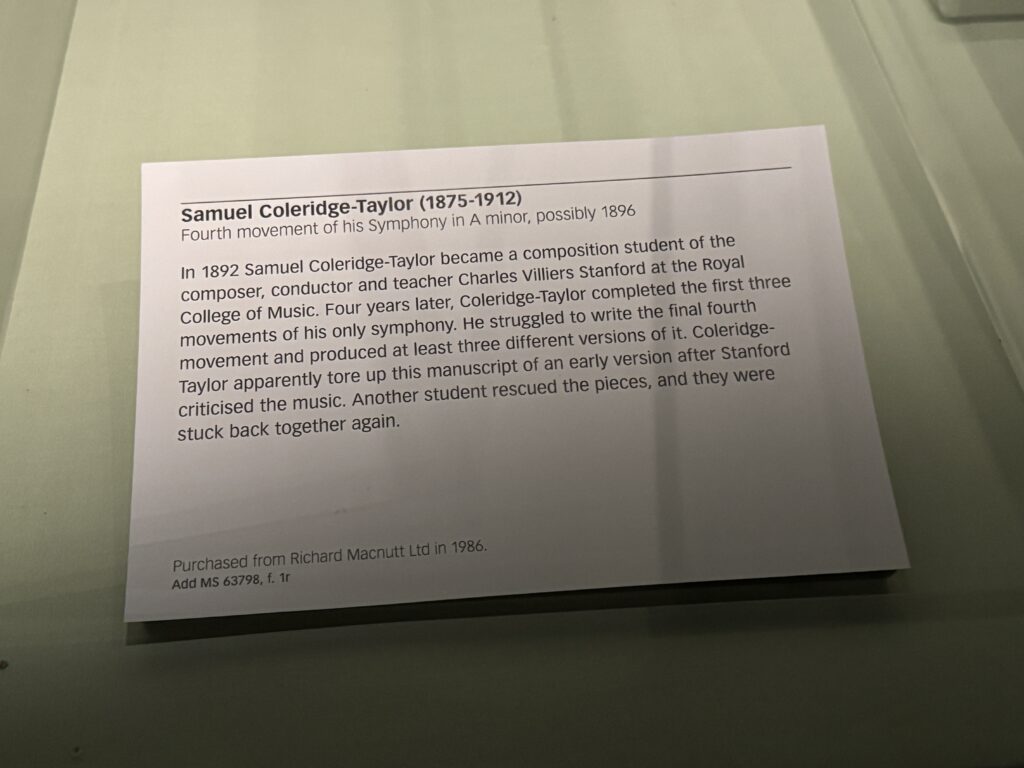 Samuel Coleridge-Taylor (1875-1912)
Fourth movement of his Symphony in A minor, possibly 1896
In 1892 Samuel Coleridge-Taylor became a composition student of the
composer, conductor and teacher Charles Villiers Stanford at the Royal
College of Music. Four years later, Coleridge-Taylor completed the first three
movements of his only symphony. He struggled to write the final fourth
movement and produced at least three different versions of it. Coleridge-
Taylor apparently tore up this manuscript of an early version after Stanford
criticised the music. Another student rescued the pieces, and they were
stuck back together again.
Purchased from Richard Macnutt Ltd in 1986.
Add MS 63798, f. 1r